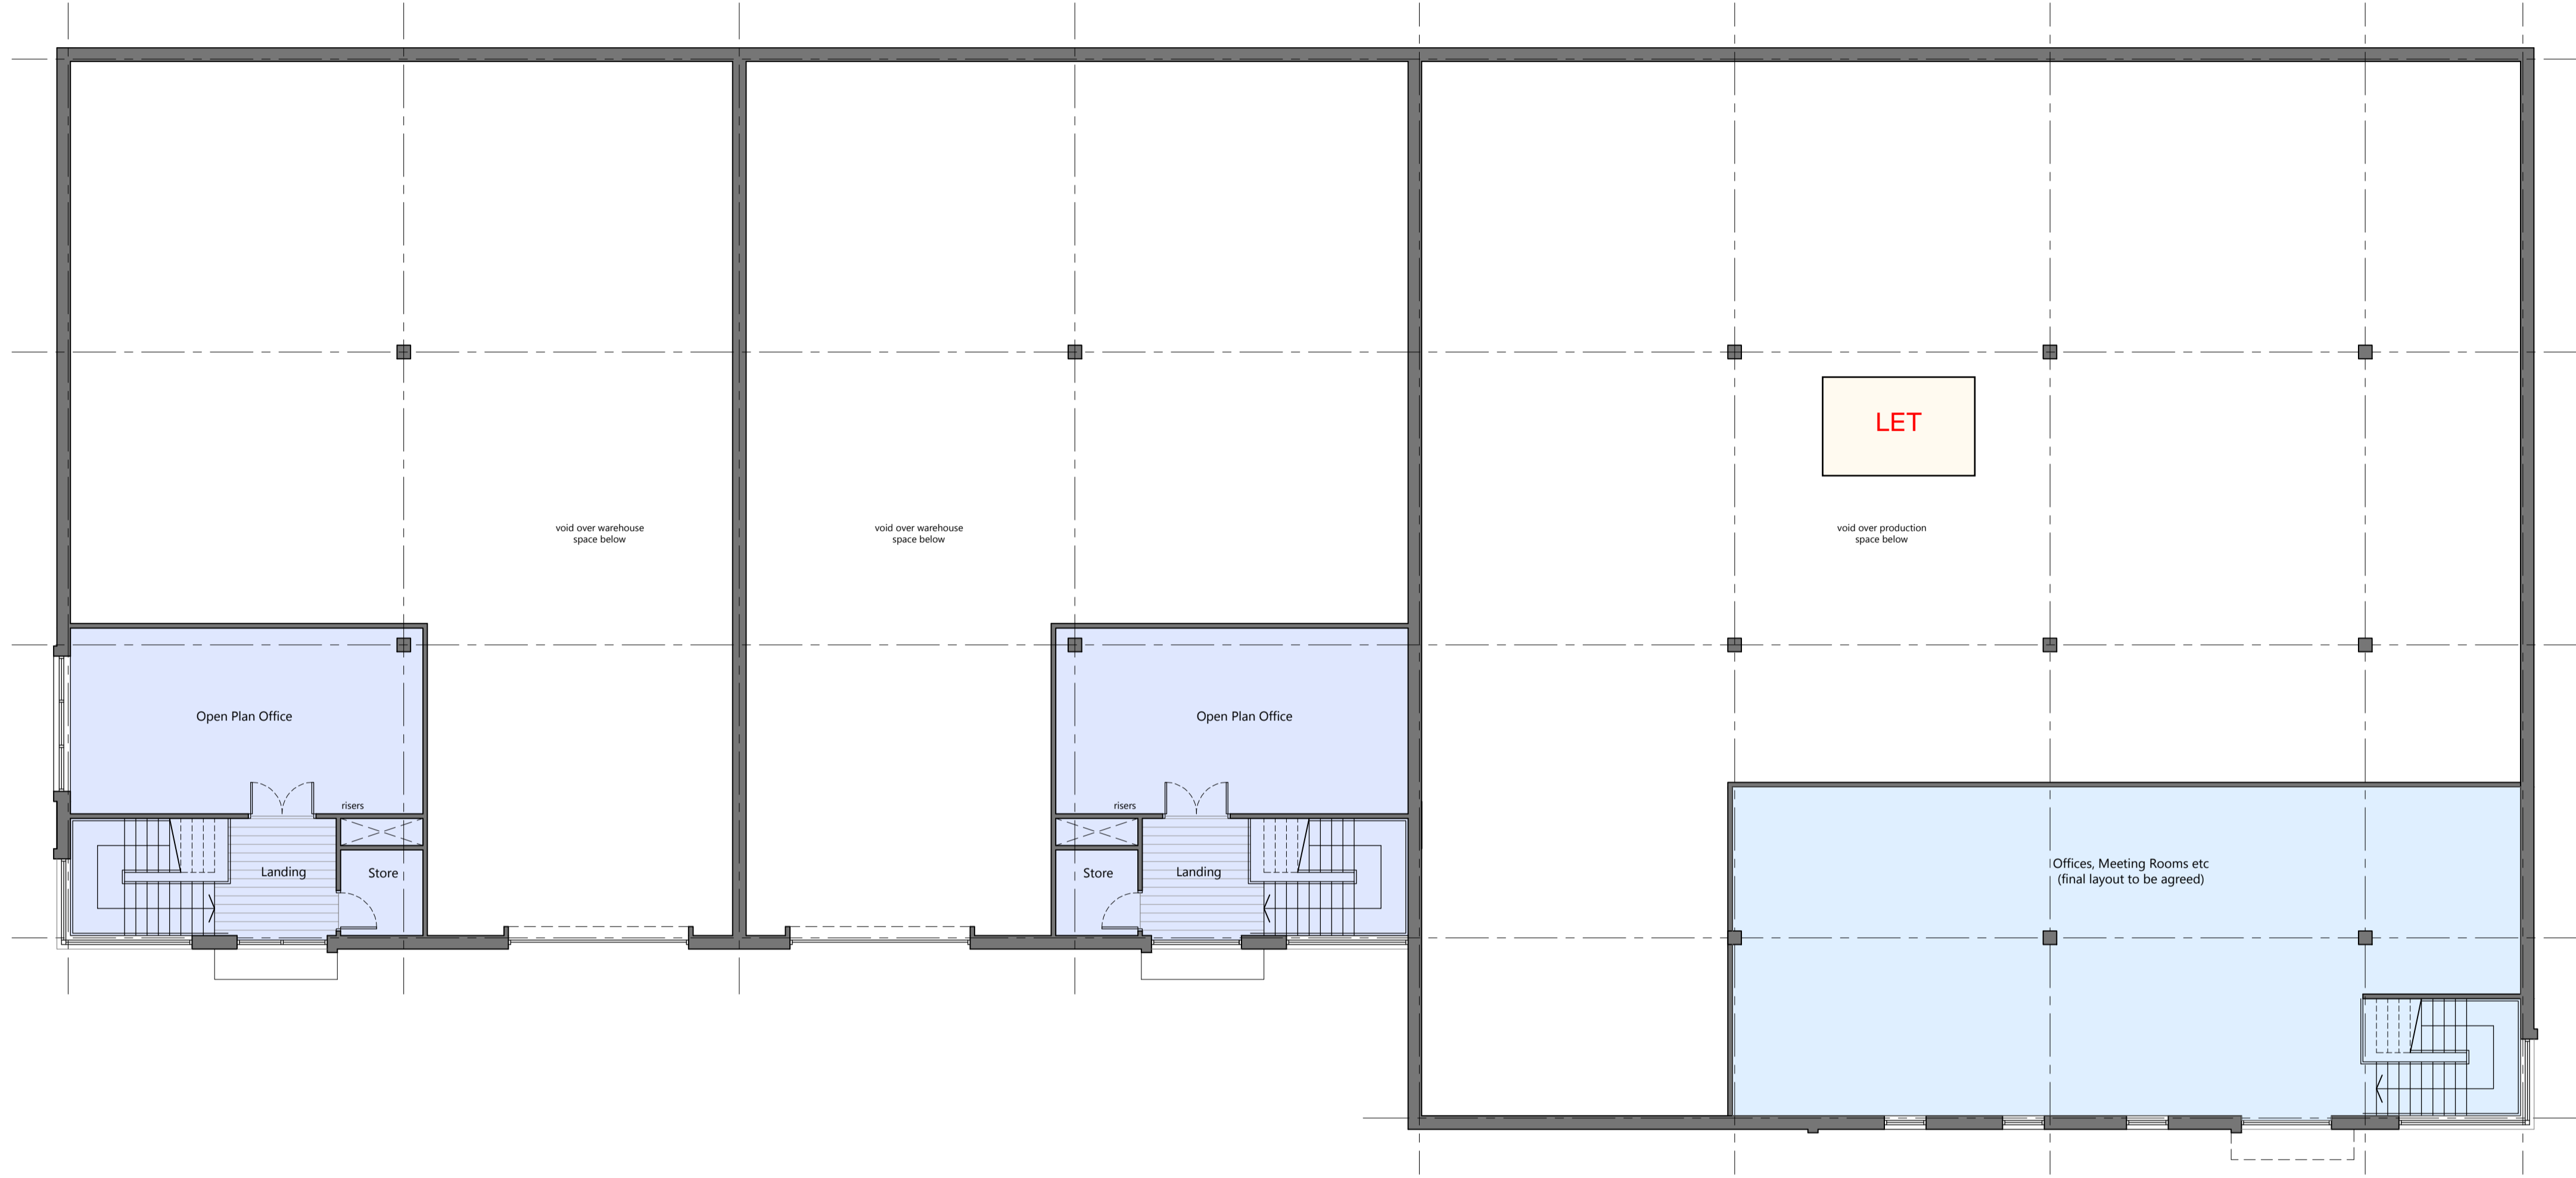 LET
void over warehouse
space below
void over warehouse
space below
void over production
space below
Open Plan Office
Open Plan Office
risers
risers
Landing
Store
Store
Landing
Offices, Meeting Rooms etc
(final layout to be agreed)